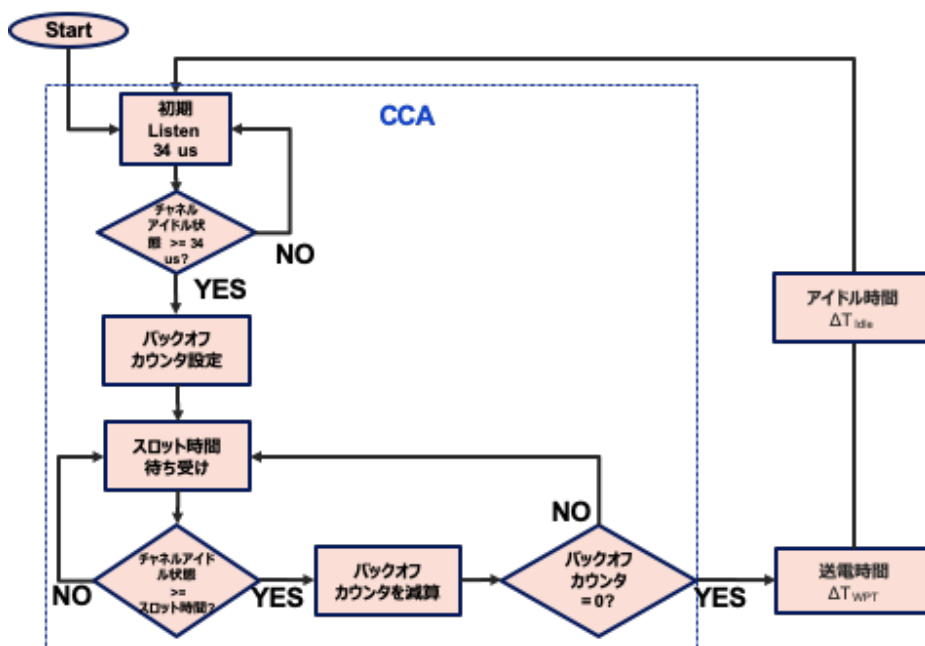 Start
初期
Listen
34 us
CCA
チャネル
アイドル状
態 >= 34
us?
NO
YES
バックオフ
カウンタ設定
アイドル時間
ΔT Idle
スロット時間
待ち受け
NO
チャネルアイド
ル状態
>=
スロット時間?
NO
YES
バックオフ
カウンタを減算
バックオフ
カウンタ
= 0?
YES
送電時間
ΔT WPT